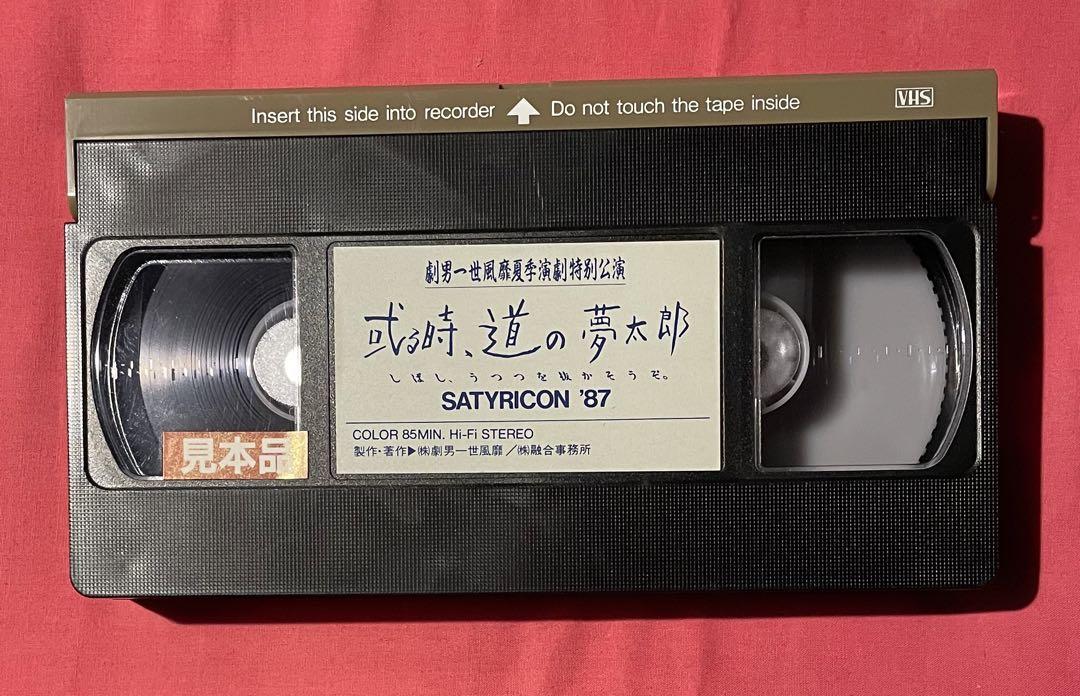 Insert this side into recorder Do not touch the tape inside VHS
劇男一世風靡夏季演劇特別公演
或る時、道の夢太郎
しばし、うつつを抜かそうぞ。
SATYRICON '87
COLOR 85MIN. Hi-Fi STEREO
製作・著作▶㈱劇男一世風靡／㈱融合事務所
見本品